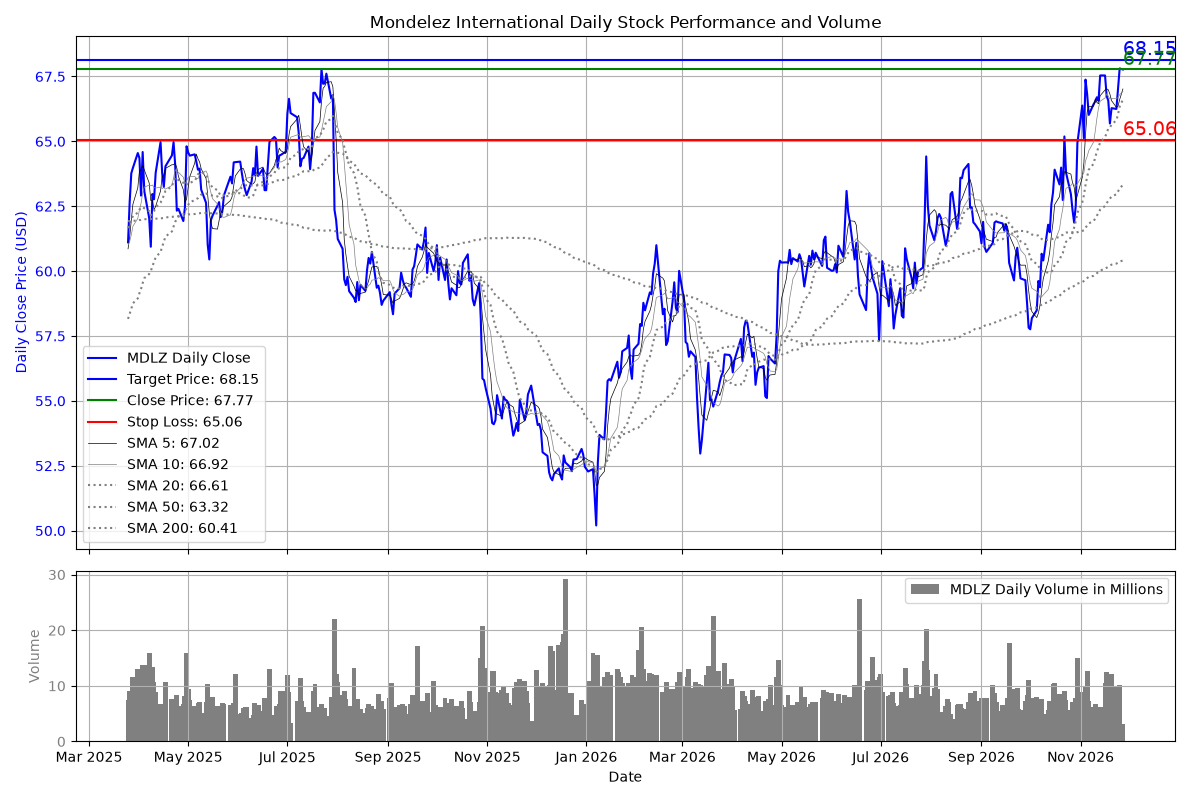 Mondelez International Daily Stock Performance and Volume
68.15
67.77
65.06
67.5
65.0
62.5
60.0
57.5
55.0
52.5
50.0
Daily Close Price (USD)
MDLZ Daily Close
Target Price: 68.15
Close Price: 67.77
Stop Loss: 65.06
SMA 5: 67.02
SMA 10: 66.92
SMA 20: 66.61
SMA 50: 63.32
SMA 200: 60.41
30
20
10
0
Volume
MDLZ Daily Volume in Millions
Mar 2025 May 2025 Jul 2025 Sep 2025 Nov 2025 Jan 2026 Mar 2026 May 2026 Jul 2026 Sep 2026 Nov 2026
Date